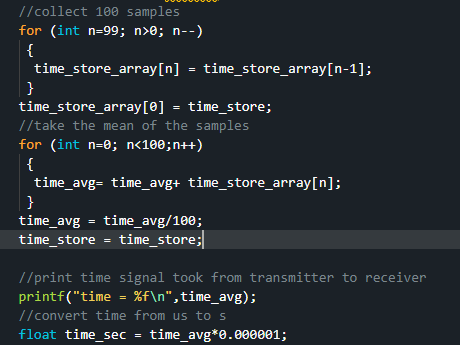 //collect 100 samples
for (int n=99; n>0; n--)
{
time_store_array[n] = time_store_array[n-1];
}
time_store_array[0] = time_store;
//take the mean of the samples
for (int n=0; n<100;n++)
{
time_avg= time_avg+ time_store_array[n];
}
time_avg = time_avg/100;
time_store = time_store;
//print time signal took from transmitter to receiver
printf("time = %f\n",time_avg);
//convert time from us to s
float time_sec = time_avg*0.000001;